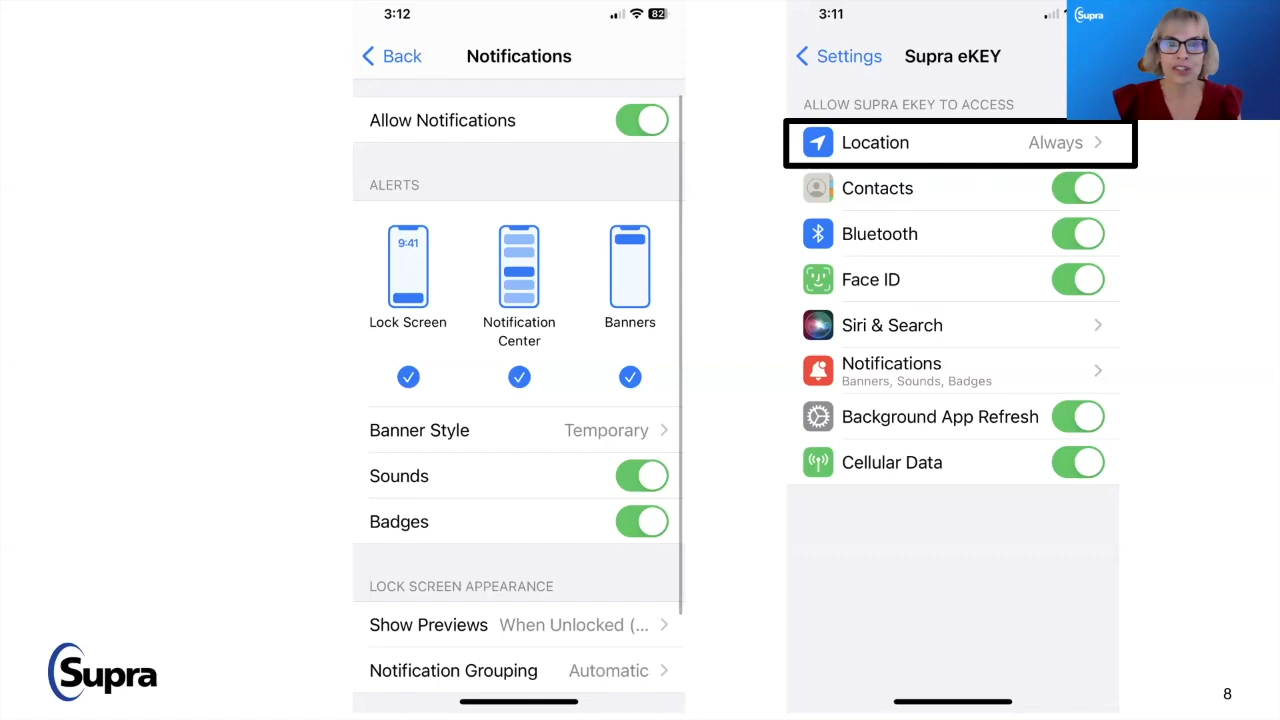 3:12
82
Back
Notifications
Allow Notifications
ALERTS
9:41
Lock Screen
Notification
Center
Banners
Banner Style
Temporary
Sounds
Badges
LOCK SCREEN APPEARANCE
Show Previews
When Unlocked (...
Notification Grouping
Automatic
3:11
Settings
Supra eKEY
ALLOW SUPRA EKEY TO ACCESS
Location
Always
Contacts
Bluetooth
Face ID
Siri & Search
Notifications
Banners, Sounds, Badges
Background App Refresh
Cellular Data
Supra
Supra
8